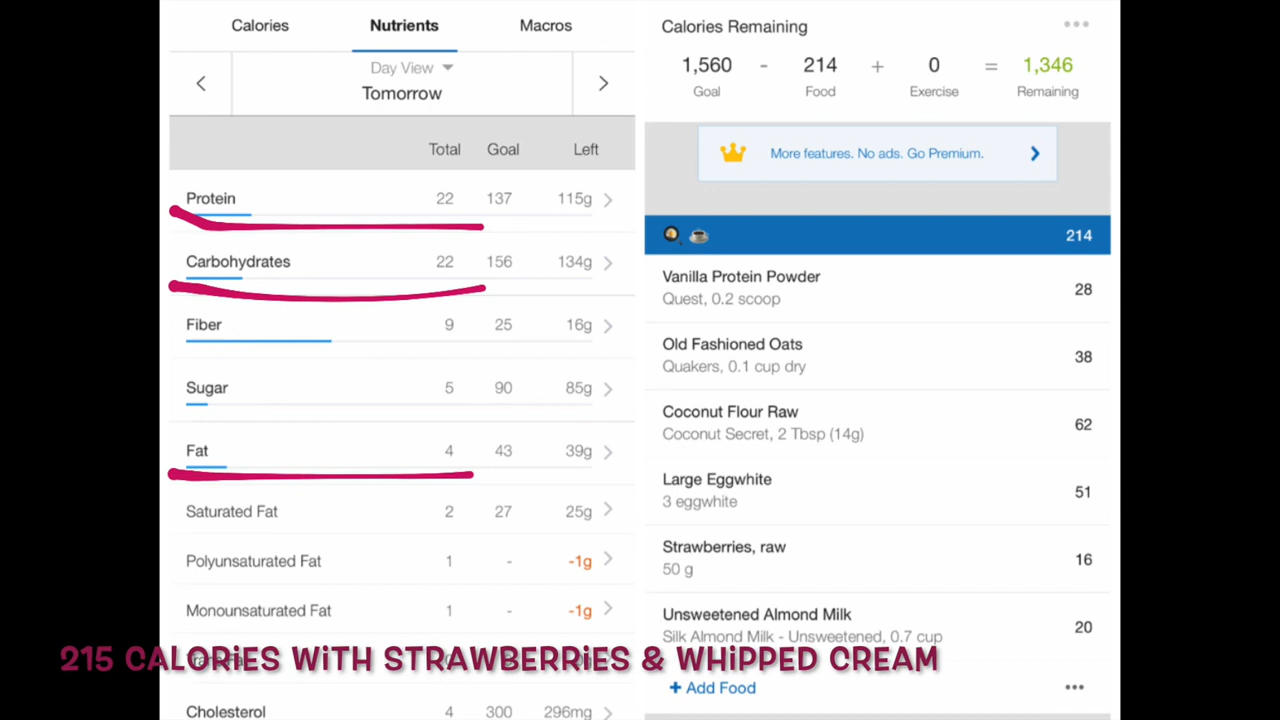 Calories Nutrients Macros
Day View
Tomorrow
Total Goal Left
Protein 22 137 115g
Carbohydrates 22 156 134g
Fiber 9 25 16g
Sugar 5 90 85g
Fat 4 43 39g
Saturated Fat 2 27 25g
Polyunsaturated Fat 1 - -1g
Monounsaturated Fat 1 - -1g
Cholesterol 4 300 296mg
Calories Remaining
1,560 - 214 + 0 = 1,346
Goal Food Exercise Remaining
More features. No ads. Go Premium.
214
Vanilla Protein Powder
Quest, 0.2 scoop
28
Old Fashioned Oats
Quakers, 0.1 cup dry
38
Coconut Flour Raw
Coconut Secret, 2 Tbsp (14g)
62
Large Eggwhite
3 eggwhite
51
Strawberries, raw
50 g
16
Unsweetened Almond Milk
Silk Almond Milk - Unsweetened, 0.7 cup
20
+ Add Food
215 CALORiES WiTH STRAWBERRiES & WHiPPED CREAM